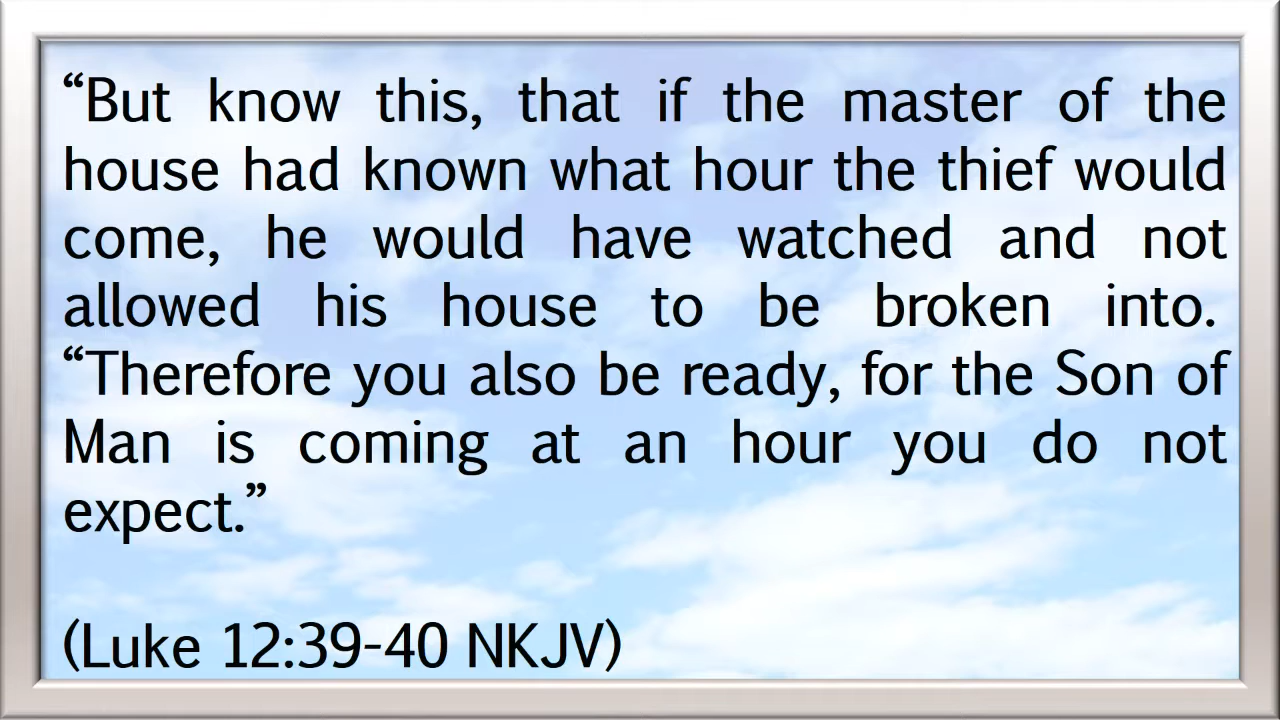 “But know this, that if the master of the
house had known what hour the thief would
come, he would have watched and not
allowed his house to be broken into.
“Therefore you also be ready, for the Son of
Man is coming at an hour you do not
expect.”
(Luke 12:39-40 NKJV)